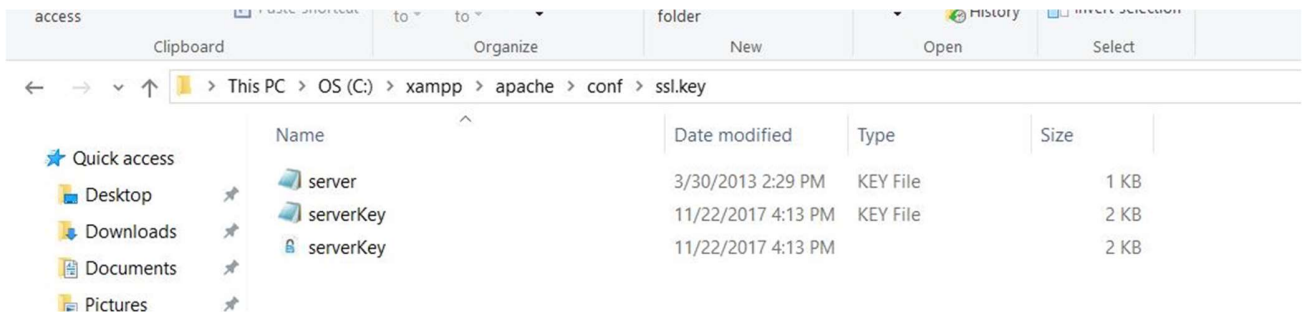 access
to
to
folder
History
Clipboard
Organize
New
Open
Select
> This PC > OS (C:) > xampp > apache > conf > ssl.key
Name
Date modified
Type
Size
Quick access
Desktop
Downloads
Documents
Pictures
server 3/30/2013 2:29 PM KEY File 1 KB
serverKey 11/22/2017 4:13 PM KEY File 2 KB
serverKey 11/22/2017 4:13 PM 2 KB